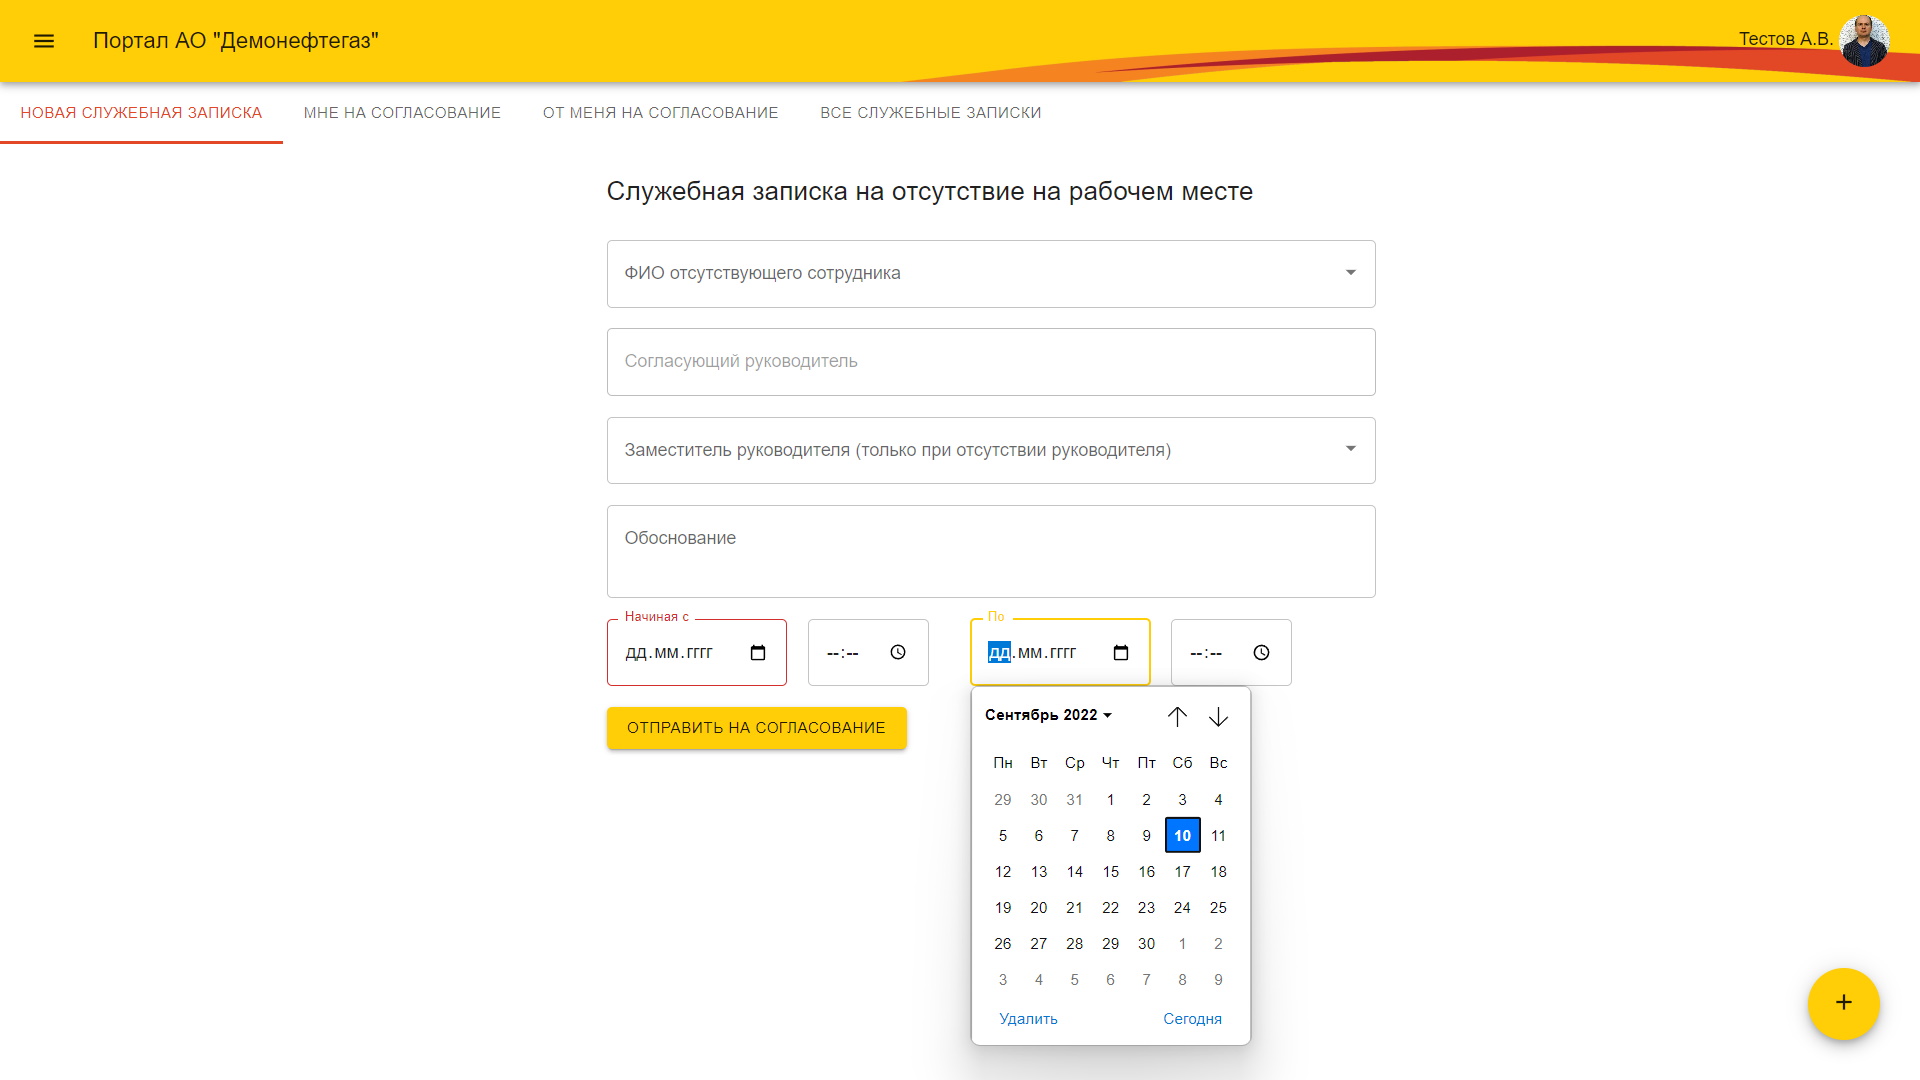 Портал АО "Демонефтегаз"
Тестов А.В.
НОВАЯ СЛУЖЕБНАЯ ЗАПИСКА МНЕ НА СОГЛАСОВАНИЕ ОТ МЕНЯ НА СОГЛАСОВАНИЕ ВСЕ СЛУЖЕБНЫЕ ЗАПИСКИ
Служебная записка на отсутствие на рабочем месте
ФИО отсутствующего сотрудника
Согласующий руководитель
Заместитель руководителя (только при отсутствии руководителя)
Обоснование
Начиная с По
дд.мм.гггг --:-- дд.мм.гггг --:--
ОТПРАВИТЬ НА СОГЛАСОВАНИЕ
Сентябрь 2022
Пн Вт Ср Чт Пт Сб Вс
29 30 31 1 2 3 4
5 6 7 8 9 10 11
12 13 14 15 16 17 18
19 20 21 22 23 24 25
26 27 28 29 30 1 2
3 4 5 6 7 8 9
Удалить Сегодня
+